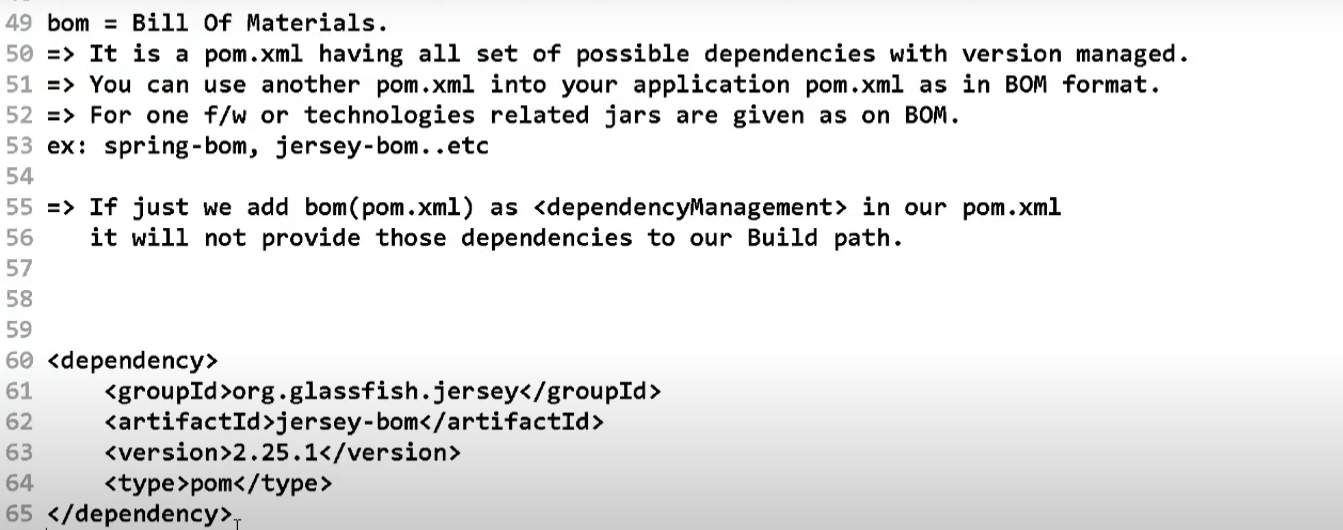 49 bom = Bill Of Materials.
50 => It is a pom.xml having all set of possible dependencies with version managed.
51 => You can use another pom.xml into your application pom.xml as in BOM format.
52 => For one f/w or technologies related jars are given as on BOM.
53 ex: spring-bom, jersey-bom..etc
54
55 => If just we add bom(pom.xml) as <dependencyManagement> in our pom.xml
56    it will not provide those dependencies to our Build path.
57
58
59
60 <dependency>
61     <groupId>org.glassfish.jersey</groupId>
62     <artifactId>jersey-bom</artifactId>
63     <version>2.25.1</version>
64     <type>pom</type>
65 </dependency>